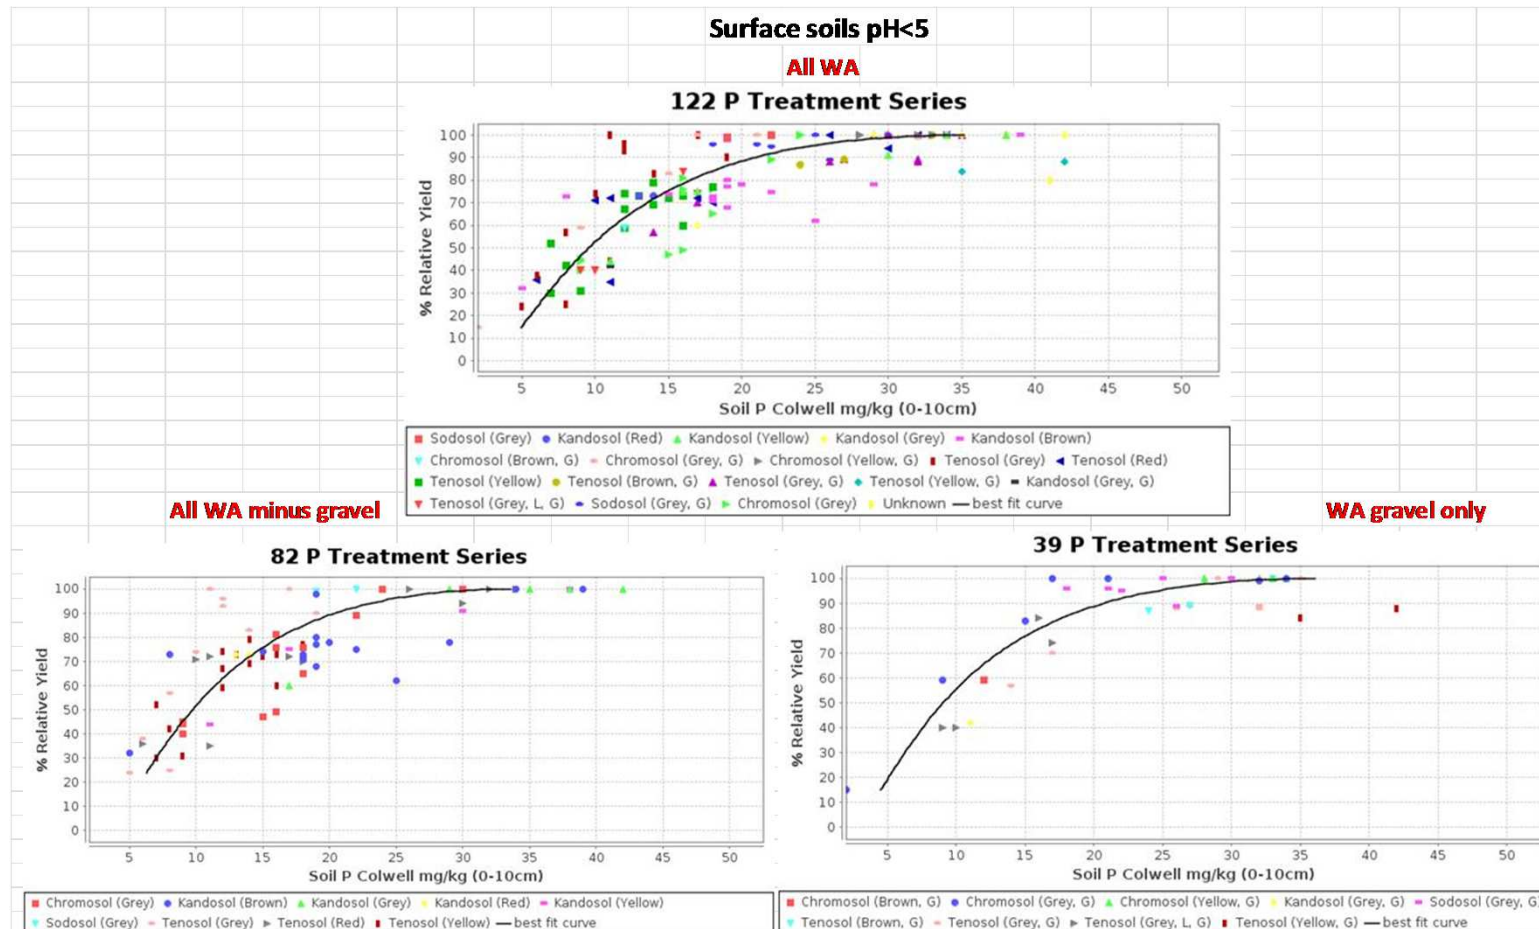 Surface soils pH<5
All WA
122 P Treatment Series
% Relative Yield
100
90
80
70
60
50
40
30
20
10
0
5 10 15 20 25 30 35 40 45 50
Soil P Colwell mg/kg (0-10cm)
Sodosol (Grey) Kandosol (Red) Kandosol (Yellow) Kandosol (Grey) Kandosol (Brown)
Chromosol (Brown, G) Chromosol (Grey, G) Chromosol (Yellow, G) Tenosol (Grey) Tenosol (Red)
Tenosol (Yellow) Tenosol (Brown, G) Tenosol (Grey, G) Tenosol (Yellow, G) Kandosol (Grey, G)
Tenosol (Grey, L, G) Sodosol (Grey, G) Chromosol (Grey) Unknown best fit curve
All WA minus gravel
82 P Treatment Series
% Relative Yield
100
90
80
70
60
50
40
30
20
10
0
5 10 15 20 25 30 35 40 45 50
Soil P Colwell mg/kg (0-10cm)
Chromosol (Grey) Kandosol (Brown) Kandosol (Grey) Kandosol (Red) Kandosol (Yellow)
Sodosol (Grey) Tenosol (Grey) Tenosol (Red) Tenosol (Yellow) best fit curve
WA gravel only
39 P Treatment Series
% Relative Yield
100
90
80
70
60
50
40
30
20
10
0
5 10 15 20 25 30 35 40 45 50
Soil P Colwell mg/kg (0-10cm)
Chromosol (Brown, G) Chromosol (Grey, G) Chromosol (Yellow, G) Kandosol (Grey, G) Sodosol (Grey, G)
Tenosol (Brown, G) Tenosol (Grey, G) Tenosol (Grey, L, G) Tenosol (Yellow, G) best fit curve